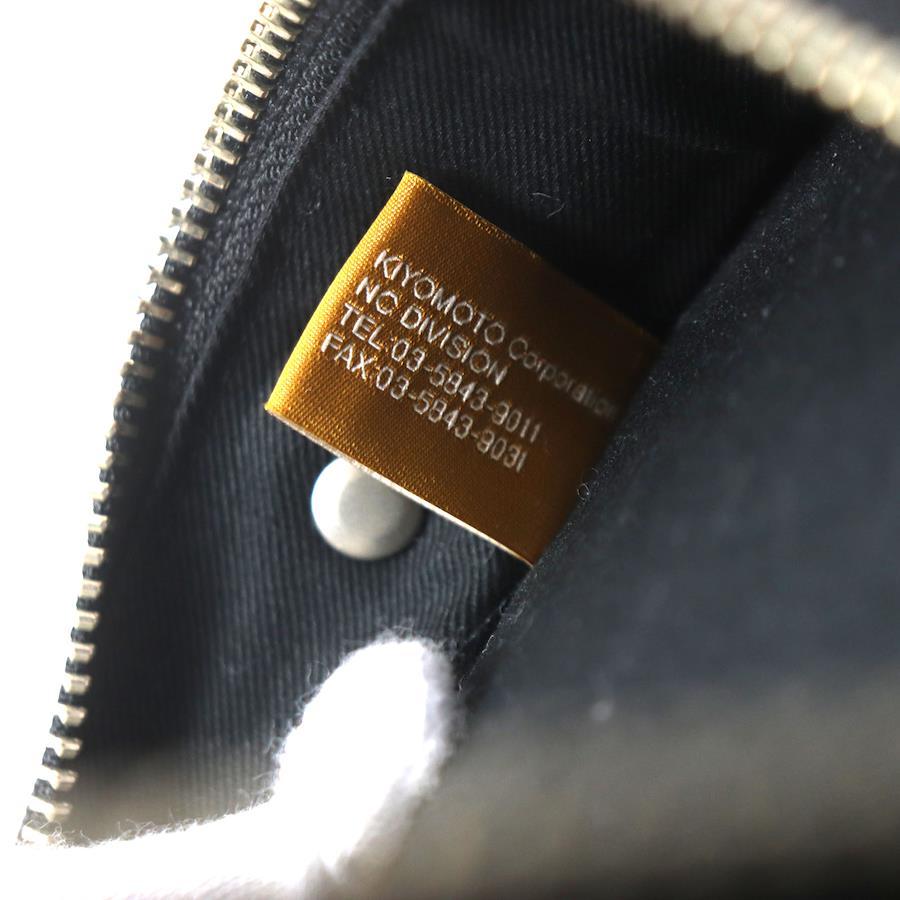 KIYOMOTO Corporation
NC DIVISION
TEL:03-5843-9011
FAX:03-5843-9031